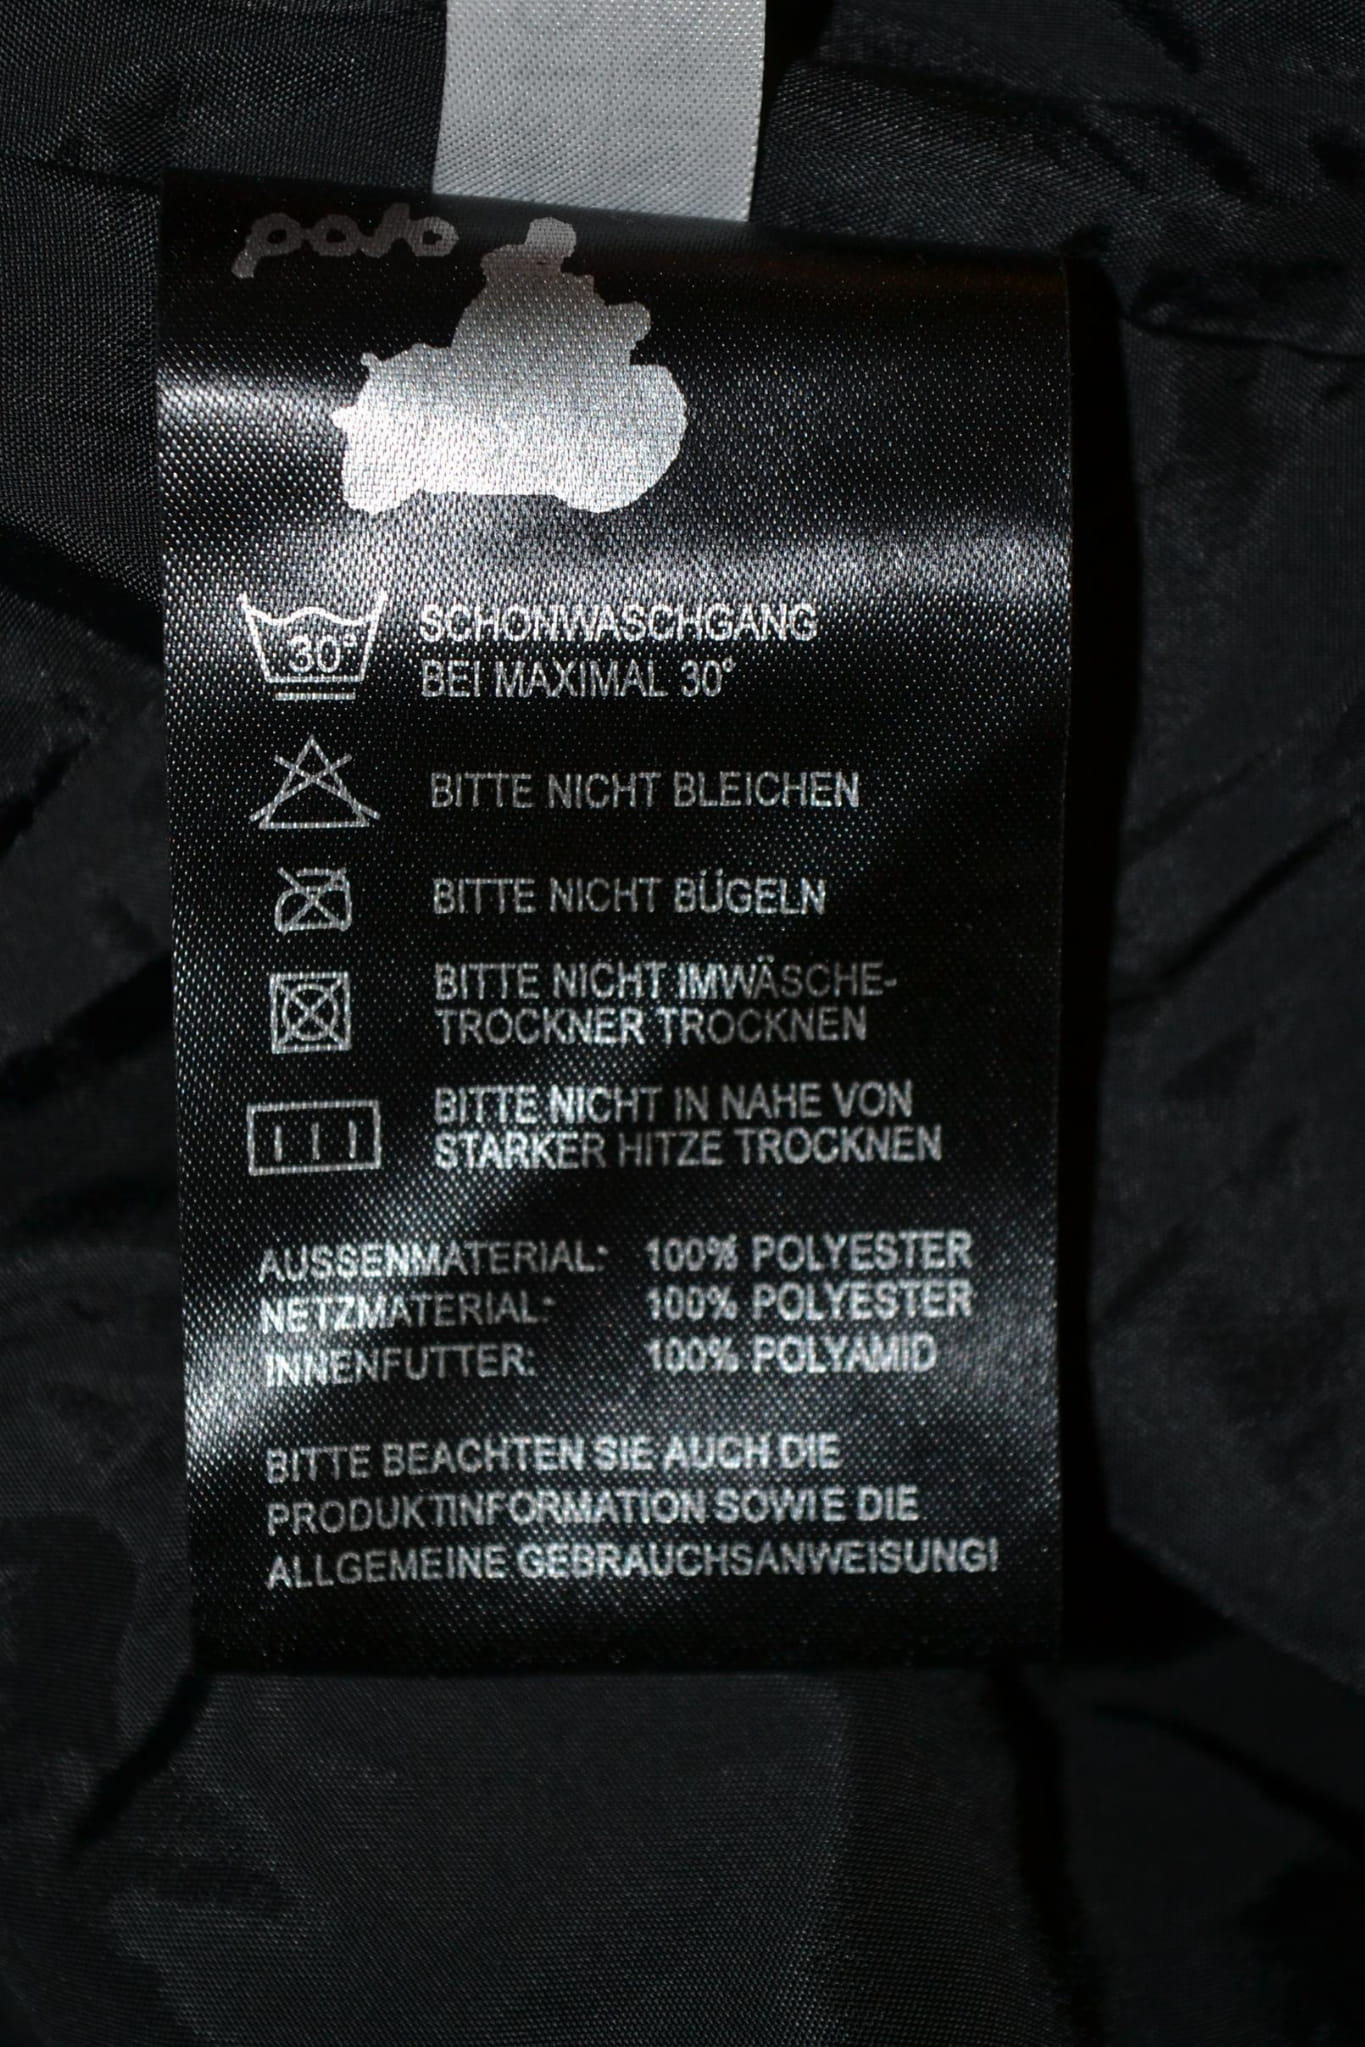 polo
30°
SCHONWASCHGANG
BEI MAXIMAL 30°
BITTE NICHT BLEICHEN
BITTE NICHT BÜGELN
BITTE NICHT IMWÄSCHE-
TROCKNER TROCKNEN
BITTE NICHT IN NAHE VON
STARKER HITZE TROCKNEN
AUSSENMATERIAL: 100% POLYESTER
NETZMATERIAL: 100% POLYESTER
INNENFUTTER: 100% POLYAMID
BITTE BEACHTEN SIE AUCH DIE
PRODUKTINFORMATION SOWIE DIE
ALLGEMEINE GEBRAUCHSANWEISUNG!